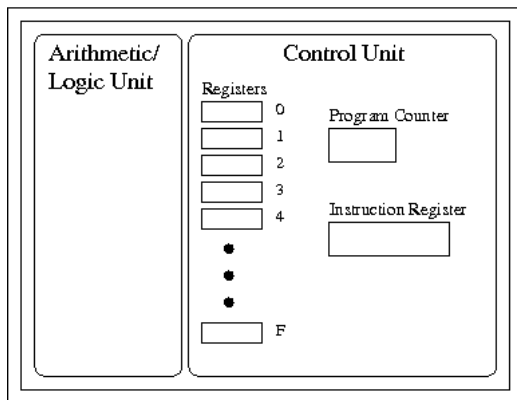 Arithmetic/
Logic Unit
Control Unit
Registers
0
1
2
3
4
F
Program Counter
Instruction Register